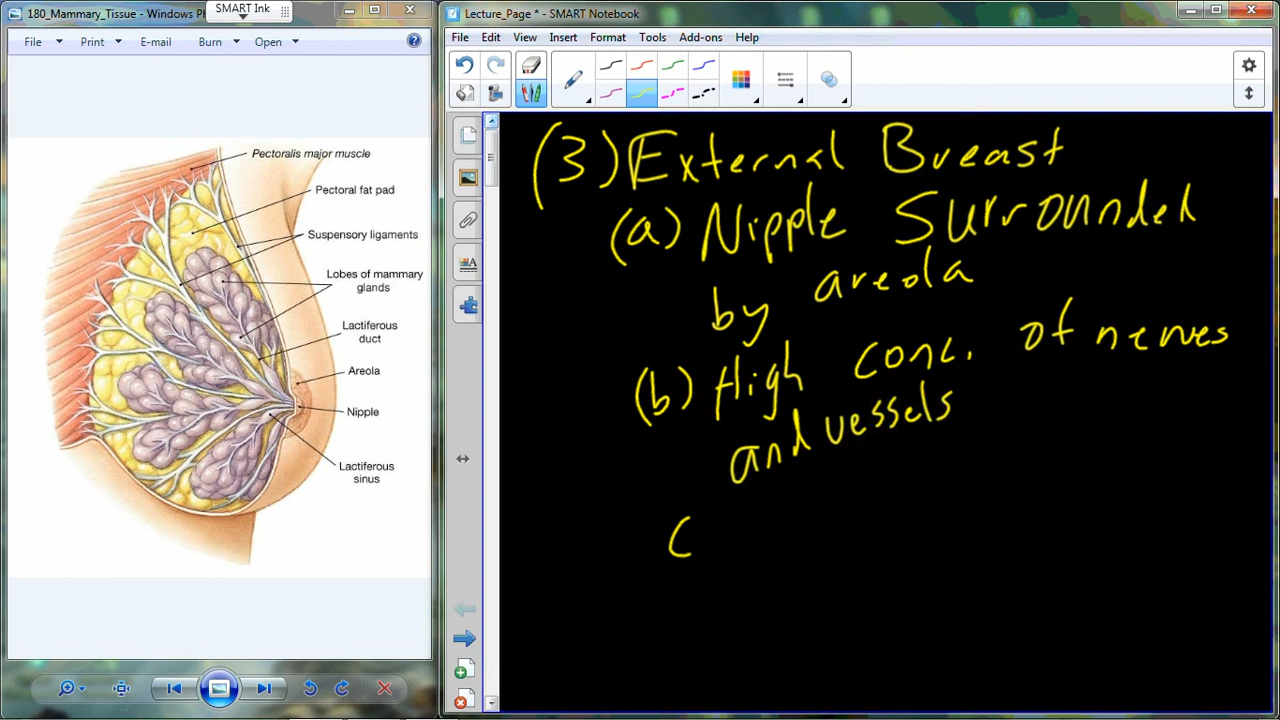 180_Mammary_Tissue - Windows Ph
SMART Ink
File Print E-mail Burn Open
Pectoralis major muscle
Pectoral fat pad
Suspensory ligaments
Lobes of mammary
glands
Lactiferous
duct
Areola
Nipple
Lactiferous
sinus
Lecture_Page * - SMART Notebook
File Edit View Insert Format Tools Add-ons Help
(3) External Breast
(a) Nipple Surrounded
by areola
(b) High conc. of nerves
and vessels
(